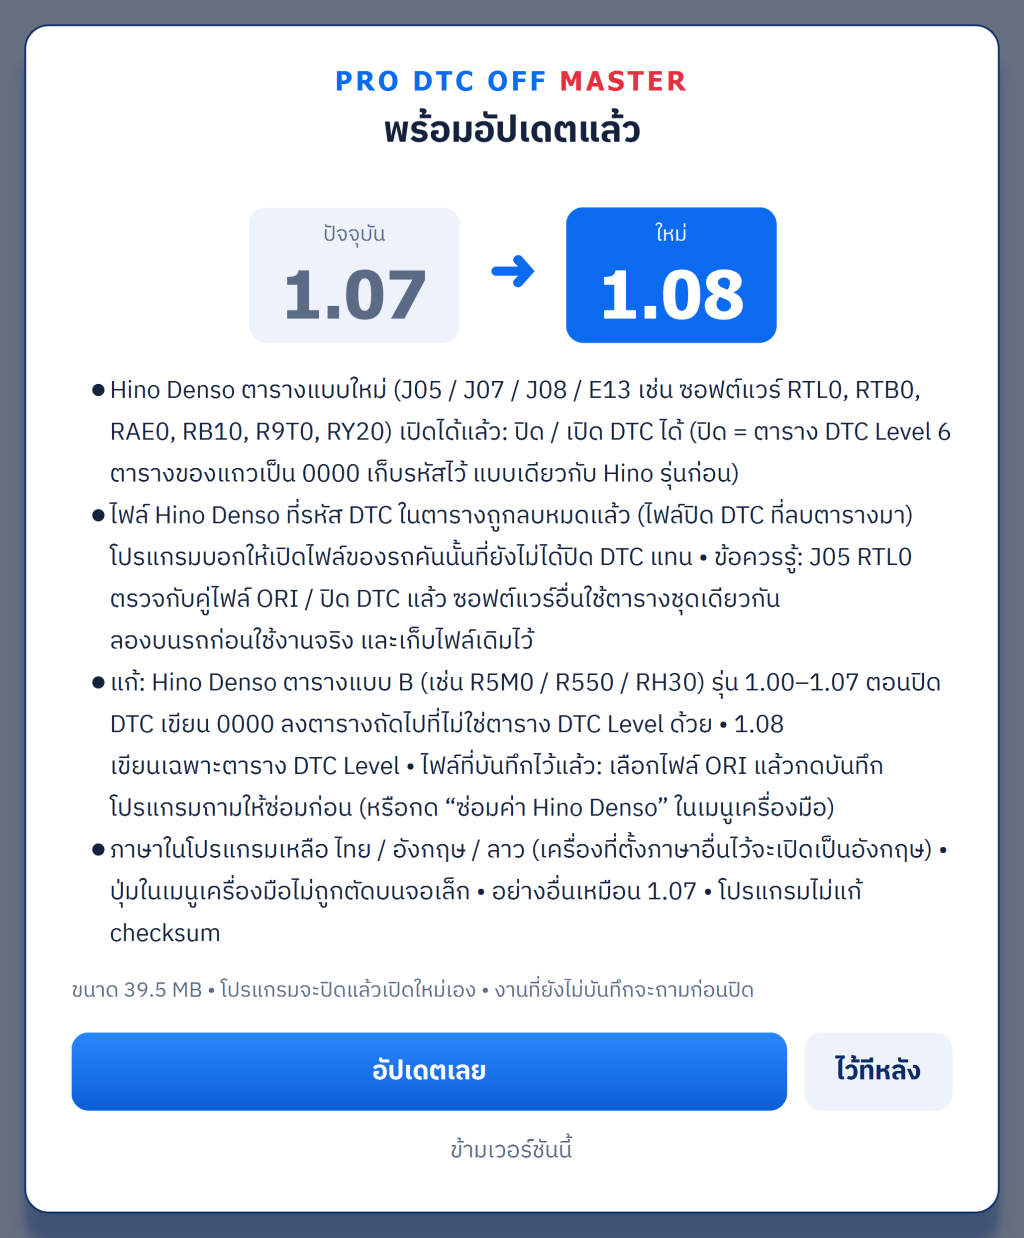 PRO DTC OFF MASTER
พร้อมอัปเดตแล้ว
ปัจจุบัน
1.07
➜
ใหม่
1.08
● Hino Denso ตารางแบบใหม่ (J05 / J07 / J08 / E13 เช่น ซอฟต์แวร์ RTL0, RTB0,
RAE0, RB10, R9T0, RY20) เปิดได้แล้ว: ปิด / เปิด DTC ได้ (ปิด = ตาราง DTC Level 6
ตารางของแถวเป็น 0000 เก็บรหัสไว้ แบบเดียวกับ Hino รุ่นก่อน)
● ไฟล์ Hino Denso ที่รหัส DTC ในตารางถูกลบหมดแล้ว (ไฟล์ปิด DTC ที่ลบตารางมา)
โปรแกรมบอกให้เปิดไฟล์ของรถคันนั้นที่ยังไม่ได้ปิด DTC แทน • ข้อควรรู้: J05 RTL0
ตรวจกับคู่ไฟล์ ORI / ปิด DTC แล้ว ซอฟต์แวร์อื่นใช้ตารางชุดเดียวกัน
ลองบนรถก่อนใช้งานจริง และเก็บไฟล์เดิมไว้
● แก้: Hino Denso ตารางแบบ B (เช่น R5M0 / R550 / RH30) รุ่น 1.00–1.07 ตอนปิด
DTC เขียน 0000 ลงตารางถัดไปที่ไม่ใช่ตาราง DTC Level ด้วย • 1.08
เขียนเฉพาะตาราง DTC Level • ไฟล์ที่บันทึกไว้แล้ว: เลือกไฟล์ ORI แล้วกดบันทึก
โปรแกรมถามให้ซ่อมก่อน (หรือกด “ซ่อมค่า Hino Denso” ในเมนูเครื่องมือ)
● ภาษาในโปรแกรมเหลือ ไทย / อังกฤษ / ลาว (เครื่องที่ตั้งภาษาอื่นไว้จะเปิดเป็นอังกฤษ) •
ปุ่มในเมนูเครื่องมือไม่ถูกตัดบนจอเล็ก • อย่างอื่นเหมือน 1.07 • โปรแกรมไม่แก้
checksum
ขนาด 39.5 MB • โปรแกรมจะปิดแล้วเปิดใหม่เอง • งานที่ยังไม่บันทึกจะถามก่อนปิด
อัปเดตเลย
ไว้ทีหลัง
ข้ามเวอร์ชันนี้